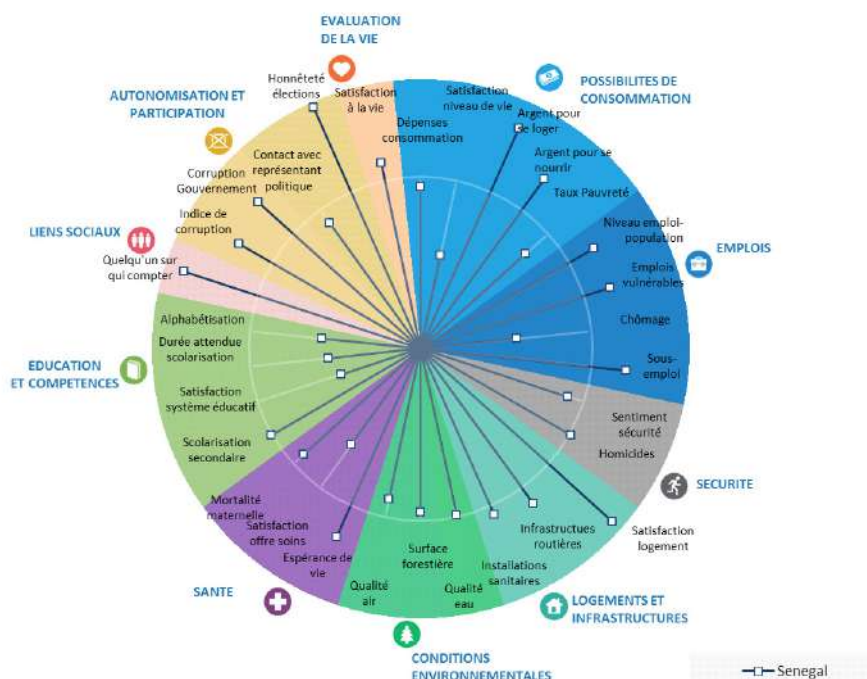 EVALUATION
DE LA VIE
Honnêteté
élections
Satisfaction
à la vie
Satisfaction
niveau de vie
POSSIBILITES DE
CONSOMMATION
Dépenses
consommation
Argent pour
se loger
Argent pour se
nourrir
Taux Pauvreté
AUTONOMISATION ET
PARTICIPATION
Contact avec
représentant
politique
Corruption
Gouvernement
Indice de
corruption
Niveau emploi-
population
EMPLOIS
Emplois
vulnérables
Chômage
Sous-
emploi
LIENS SOCIAUX
Quelqu'un sur
qui compter
Alphabétisation
Durée attendue
scolarisation
EDUCATION
ET COMPETENCES
Satisfaction
système éducatif
Scolarisation
secondaire
Sentiment
sécurité
Homicides
SECURITE
Mortalité
maternelle
Satisfaction
offre soins
Espérance de
vie
SANTE
Qualité
air
Surface
forestière
Qualité
eau
Installations
sanitaires
Infrastructues
routières
Satisfaction
logement
LOGEMENTS ET
INFRASTRUCTURES
CONDITIONS
ENVIRONNEMENTALES
Senegal